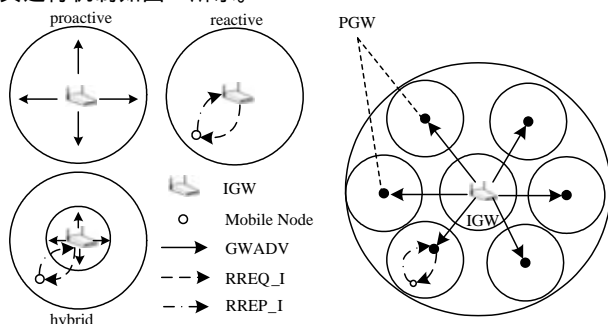 proactive
reactive
PGW
IGW
Mobile Node
GWADV
RREQ_I
RREP_I
hybrid
IGW